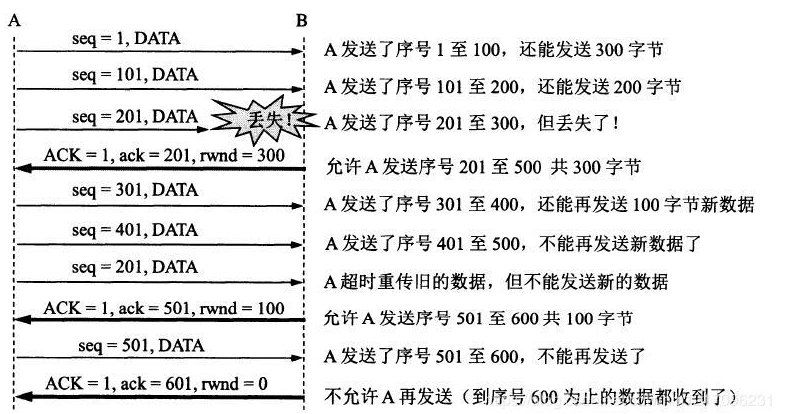 A B
seq = 1, DATA A 发送了序号 1 至 100，还能发送 300 字节
seq = 101, DATA A 发送了序号 101 至 200，还能发送 200 字节
seq = 201, DATA 丢失！ A 发送了序号 201 至 300，但丢失了！
ACK = 1, ack = 201, rwnd = 300 允许 A 发送序号 201 至 500 共 300 字节
seq = 301, DATA A 发送了序号 301 至 400，还能再发送 100 字节新数据
seq = 401, DATA A 发送了序号 401 至 500，不能再发送新数据了
seq = 201, DATA A 超时重传旧的数据，但不能发送新的数据
ACK = 1, ack = 501, rwnd = 100 允许 A 发送序号 501 至 600 共 100 字节
seq = 501, DATA A 发送了序号 501 至 600，不能再发送了
ACK = 1, ack = 601, rwnd = 0 不允许 A 再发送（到序号 600 为止的数据都收到了）